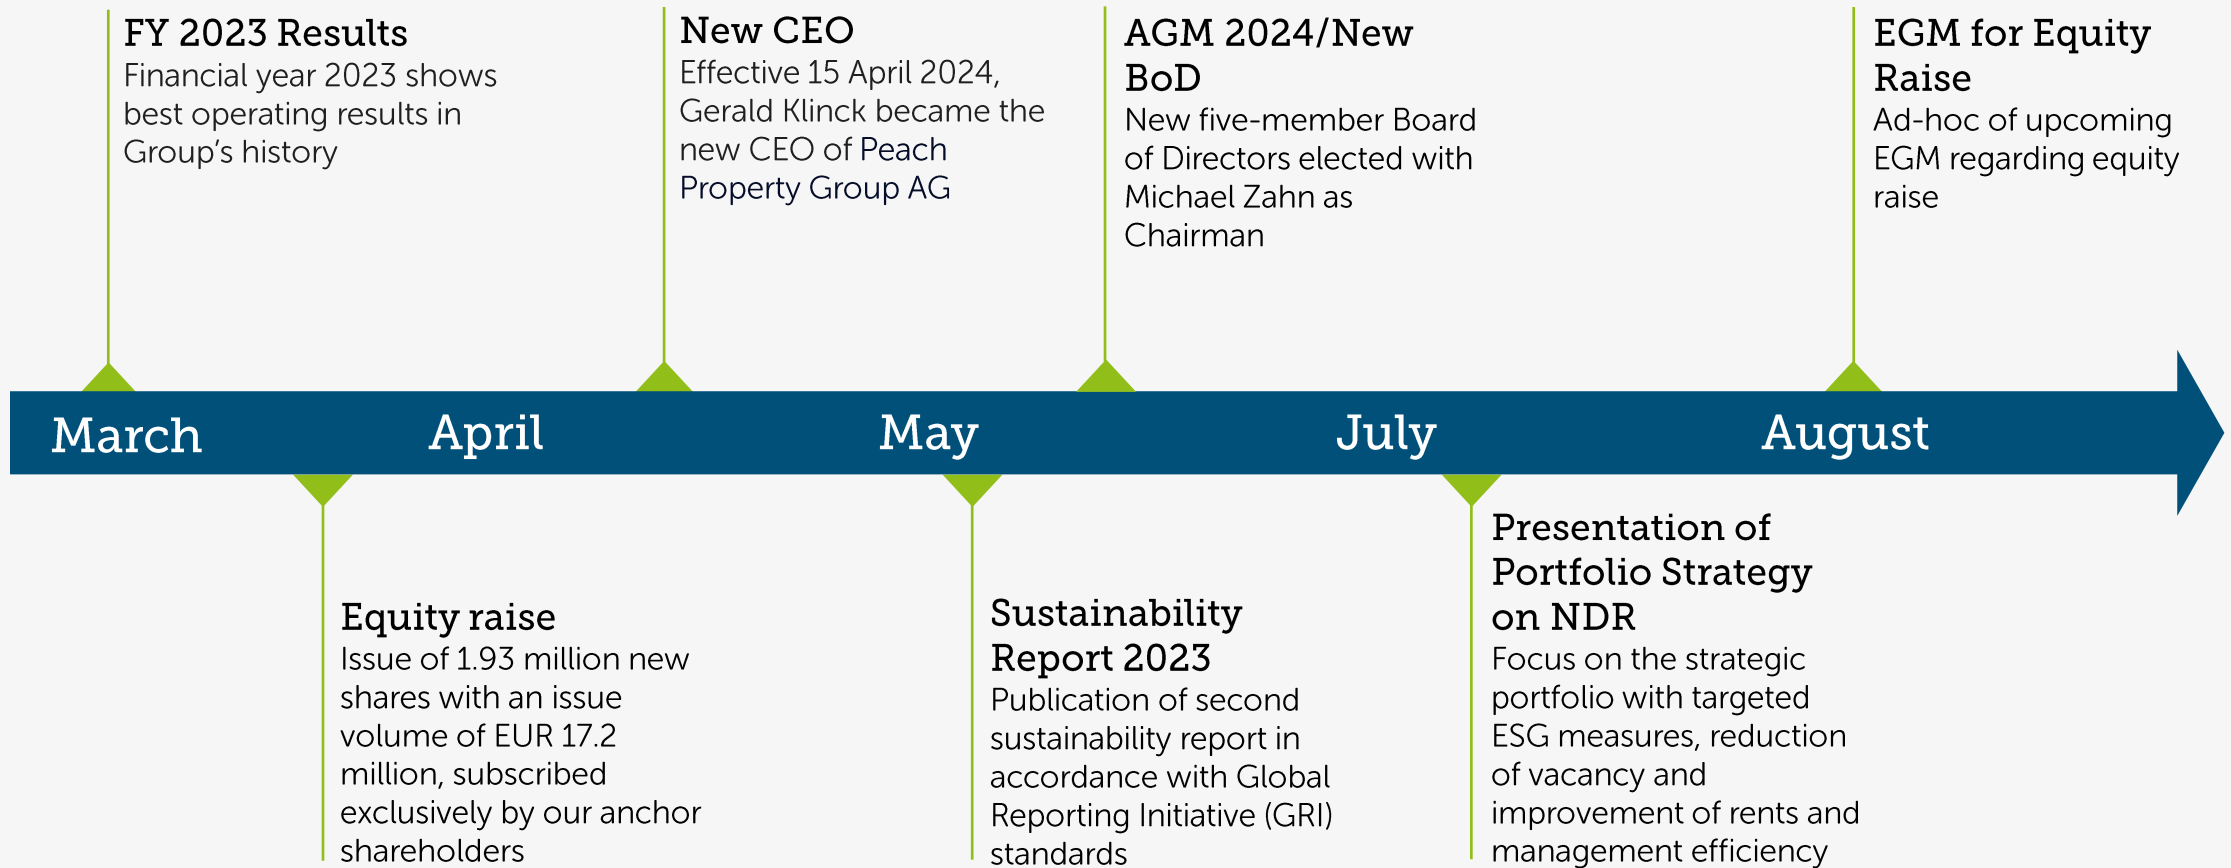 FY 2023 Results
Financial year 2023 shows
best operating results in
Group’s history
New CEO
Effective 15 April 2024,
Gerald Klinck became the
new CEO of Peach
Property Group AG
AGM 2024/New
BoD
New five-member Board
of Directors elected with
Michael Zahn as
Chairman
EGM for Equity
Raise
Ad-hoc of upcoming
EGM regarding equity
raise
March
April
May
July
August
Equity raise
Issue of 1.93 million new
shares with an issue
volume of EUR 17.2
million, subscribed
exclusively by our anchor
shareholders
Sustainability
Report 2023
Publication of second
sustainability report in
accordance with Global
Reporting Initiative (GRI)
standards
Presentation of
Portfolio Strategy
on NDR
Focus on the strategic
portfolio with targeted
ESG measures, reduction
of vacancy and
improvement of rents and
management efficiency